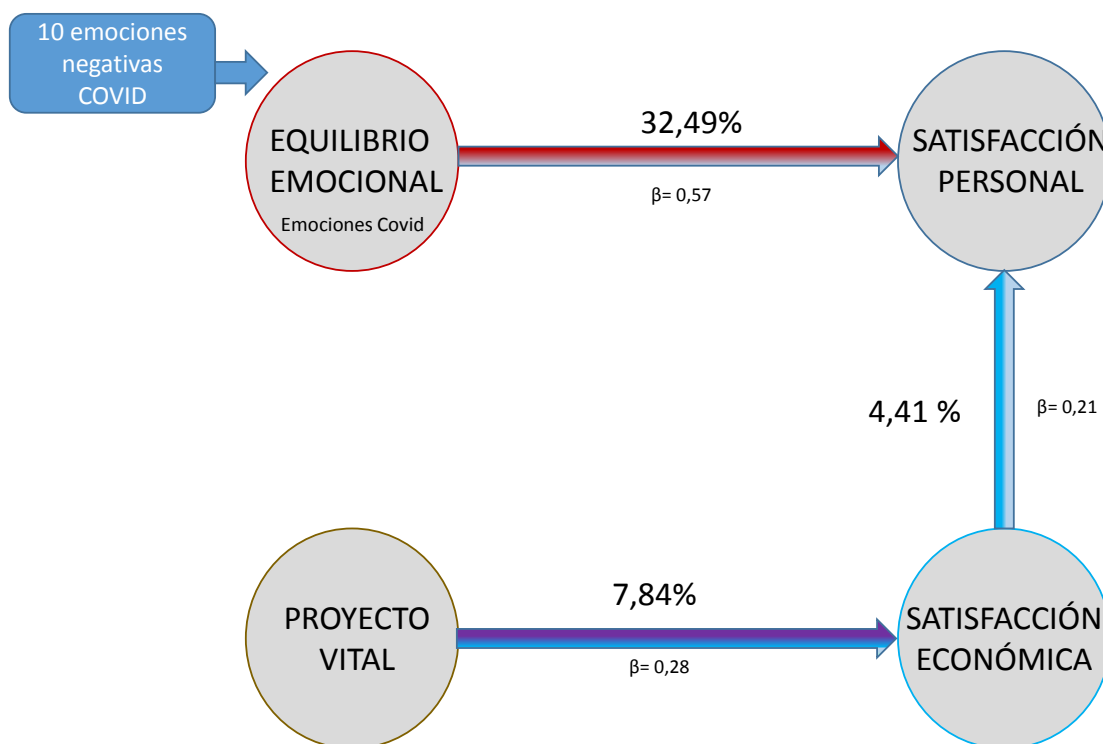 10 emociones
negativas
COVID
EQUILIBRIO
EMOCIONAL
Emociones Covid
32,49%
β= 0,57
SATISFACCIÓN
PERSONAL
4,41 %
β= 0,21
PROYECTO
VITAL
7,84%
β= 0,28
SATISFACCIÓN
ECONÓMICA